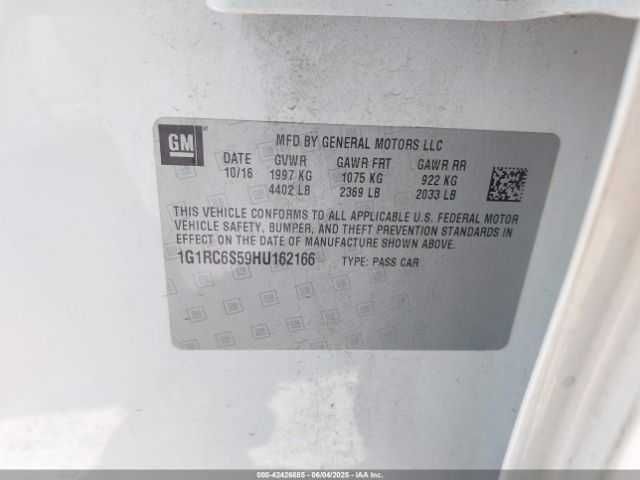 GM
MFD BY GENERAL MOTORS LLC
DATE GVWR GAWR FRT GAWR RR
10/16 1997 KG 1075 KG 922 KG
4402 LB 2369 LB 2033 LB
THIS VEHICLE CONFORMS TO ALL APPLICABLE U.S. FEDERAL MOTOR
VEHICLE SAFETY, BUMPER, AND THEFT PREVENTION STANDARDS IN
EFFECT ON THE DATE OF MANUFACTURE SHOWN ABOVE.
1G1RC6S59HU162166 TYPE: PASS CAR
000-42426685 | 06/04/2025 - IAAI.COM